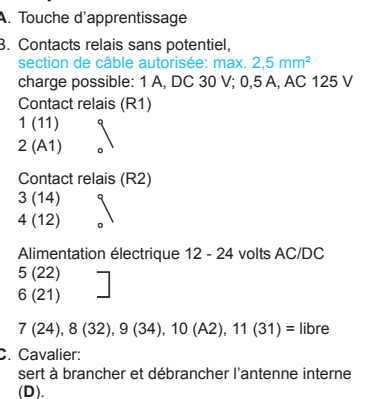 A. Touche d'apprentissage
B. Contacts relais sans potentiel,
section de câble autorisée: max. 2,5 mm²
charge possible: 1 A, DC 30 V; 0,5 A, AC 125 V
Contact relais (R1)
1 (11)
2 (A1)
Contact relais (R2)
3 (14)
4 (12)
Alimentation électrique 12 - 24 volts AC/DC
5 (22)
6 (21)
7 (24), 8 (32), 9 (34), 10 (A2), 11 (31) = libre
C. Cavalier:
sert à brancher et débrancher l'antenne interne
(D).